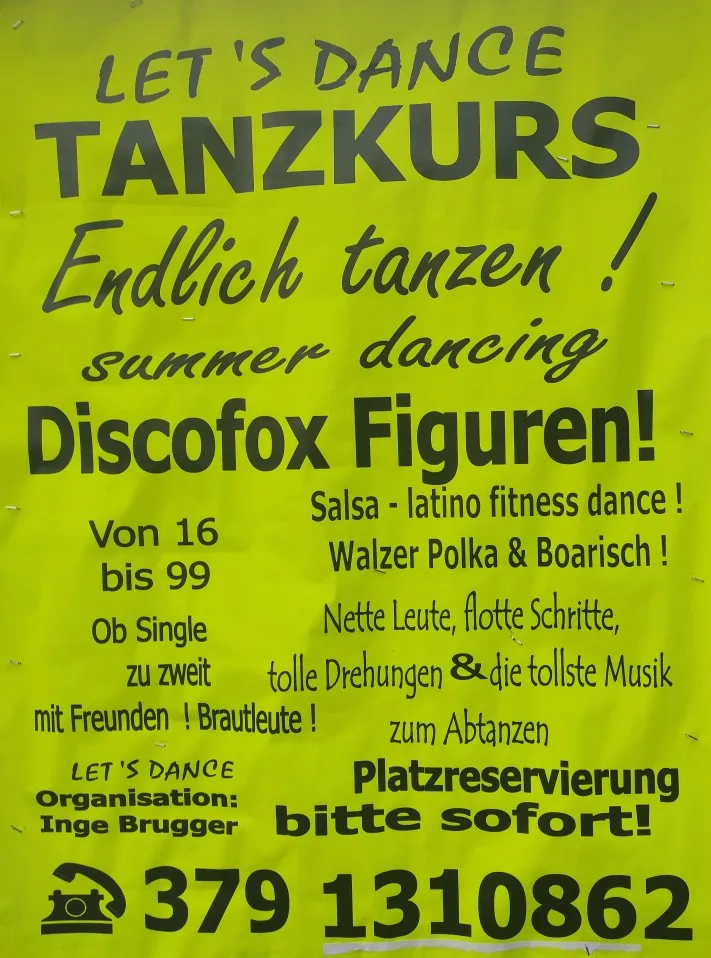 LET'S DANCE
TANZKURS
Endlich tanzen !
summer dancing
Discofox Figuren!
Salsa - latino fitness dance !
Von 16
bis 99
Walzer Polka & Boarisch !
Ob Single
zu zweit
mit Freunden ! Brautleute !
Nette Leute, flotte Schritte,
tolle Drehungen & die tollste Musik
zum Abtanzen
LET'S DANCE
Organisation:
Inge Brugger
Platzreservierung
bitte sofort!
379 1310862